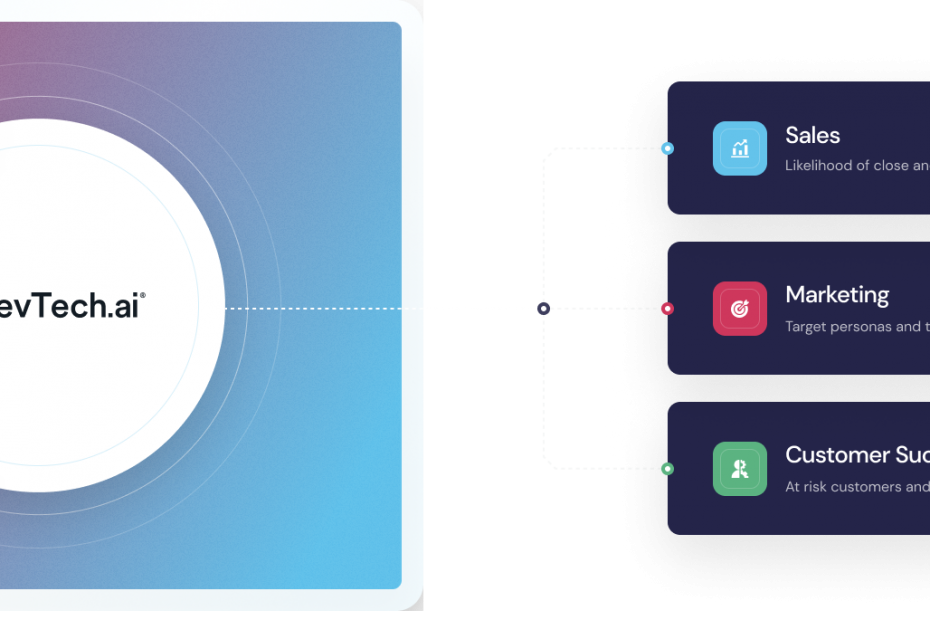 evTech.ai®
Sales
Likelihood of close an
Marketing
Target personas and t
Customer Suc
At risk customers and